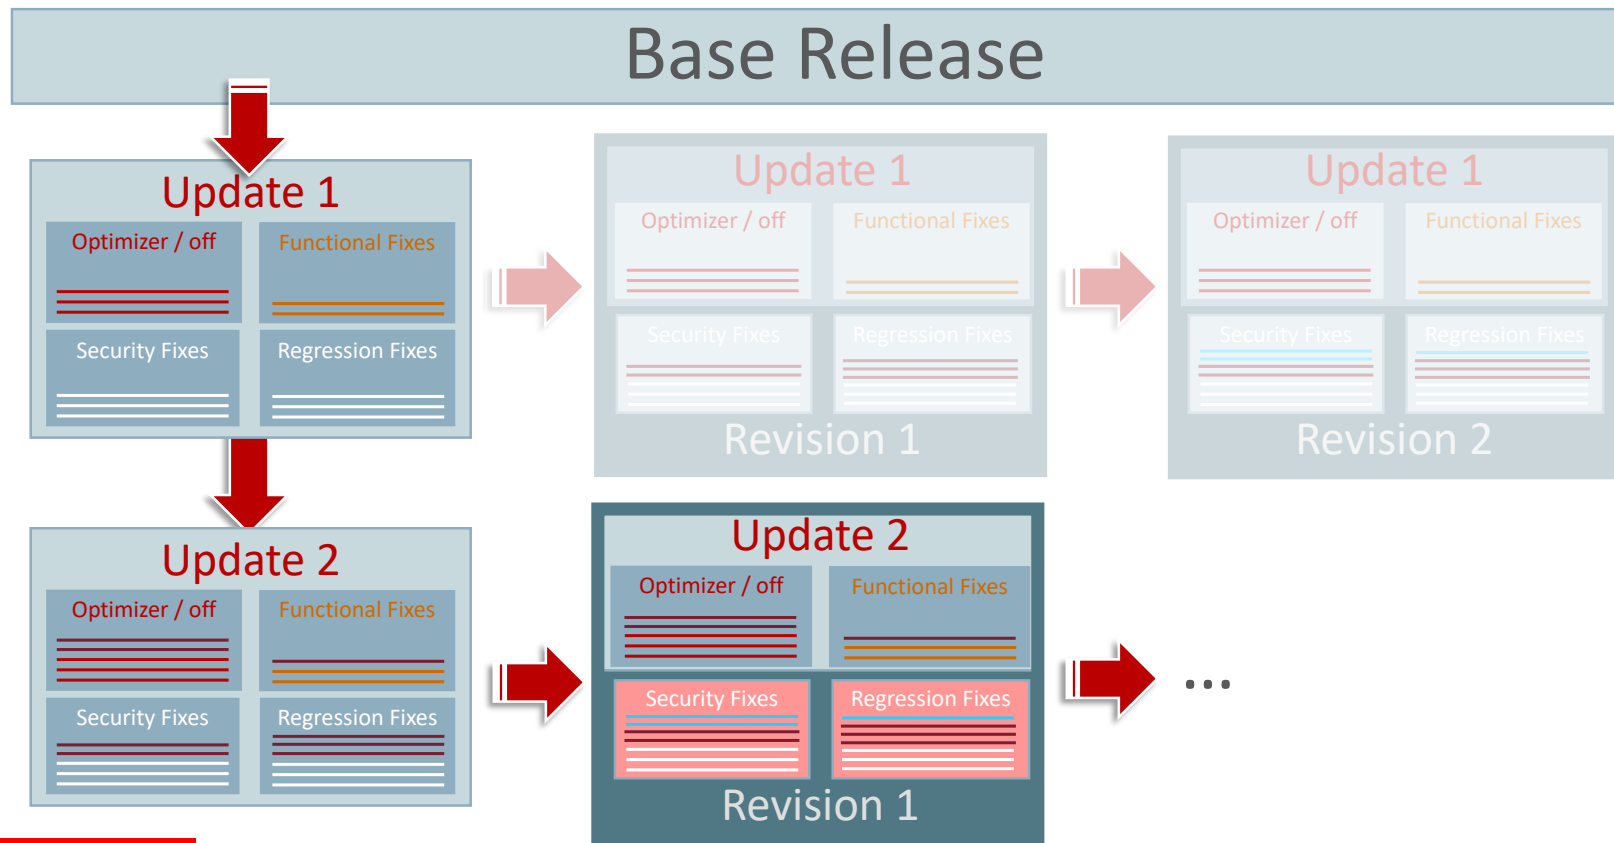 Base Release
Update 1
Optimizer / off
Functional Fixes
Security Fixes
Regression Fixes
Update 1
Optimizer / off
Functional Fixes
Security Fixes
Regression Fixes
Revision 1
Update 1
Optimizer / off
Functional Fixes
Security Fixes
Regression Fixes
Revision 2
Update 2
Optimizer / off
Functional Fixes
Security Fixes
Regression Fixes
Update 2
Optimizer / off
Functional Fixes
Security Fixes
Regression Fixes
Revision 1
...